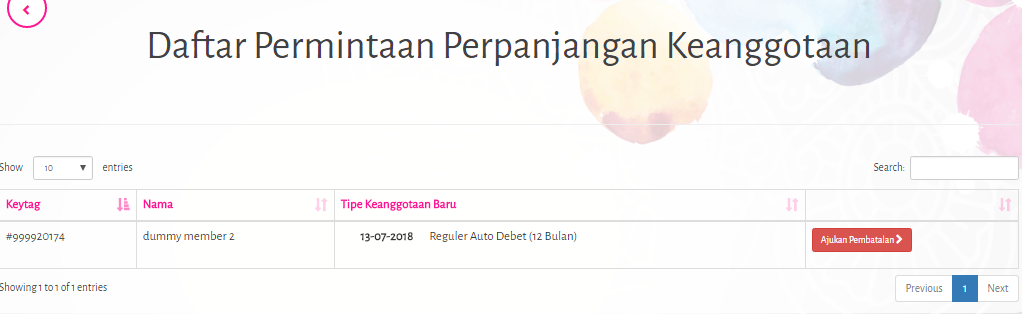 Daftar Permintaan Perpanjangan Keanggotaan
Show 10 entries Search:
Keytag Nama Tipe Keanggotaan Baru
#999920174 dummy member 2 13-07-2018 Reguler Auto Debet (12 Bulan) Ajukan Pembatalan
Showing 1 to 1 of 1 entries Previous 1 Next